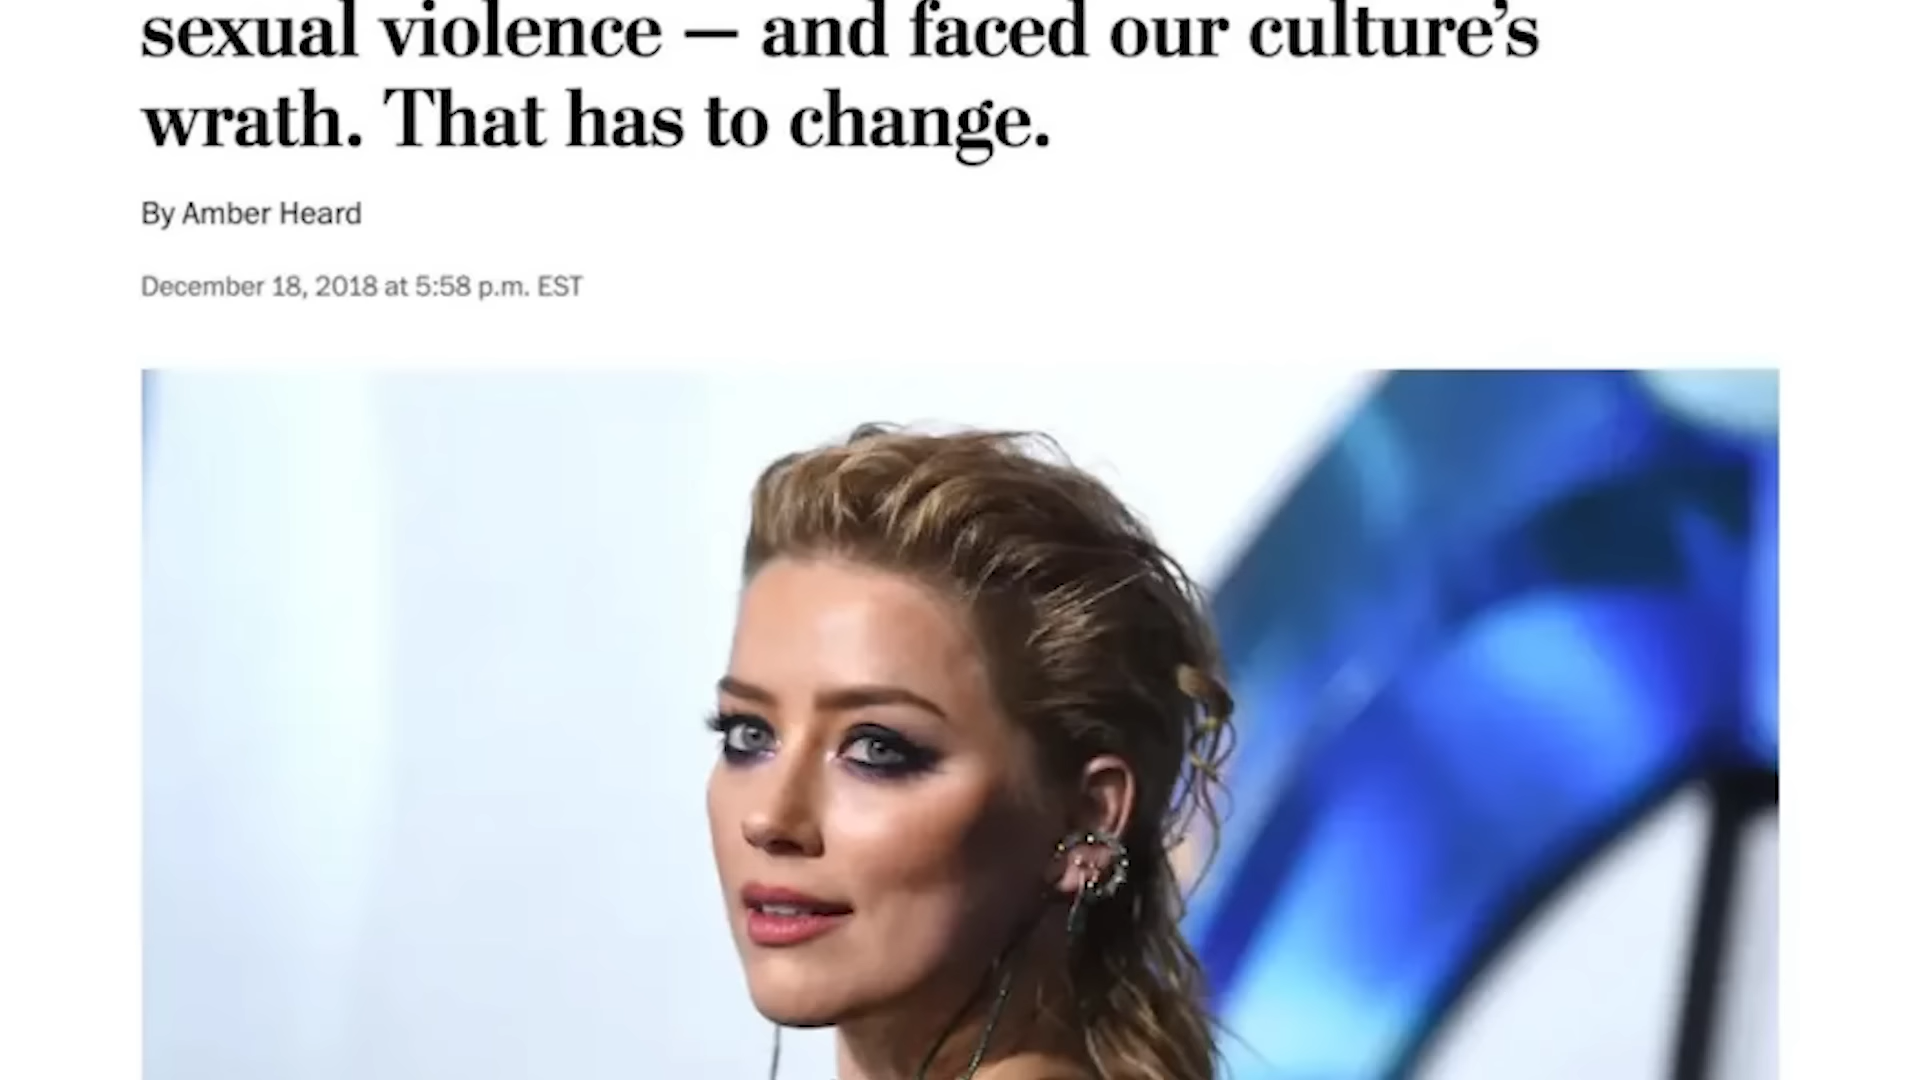 sexual violence — and faced our culture’s
wrath. That has to change.
By Amber Heard
December 18, 2018 at 5:58 p.m. EST